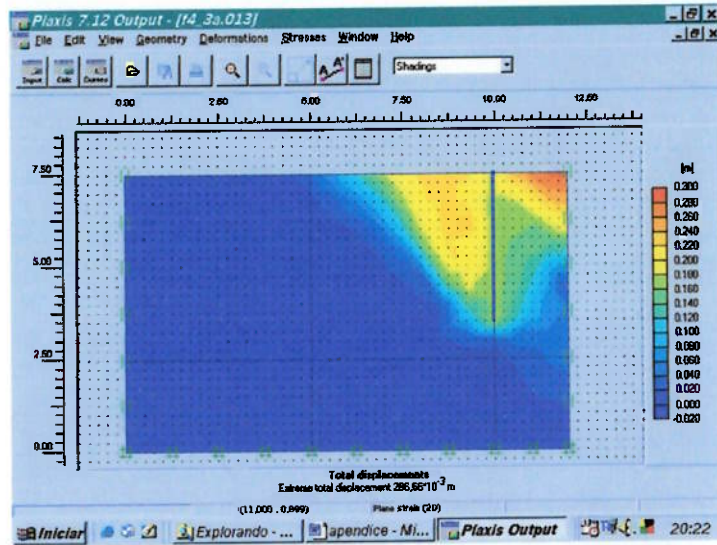 Plaxis 7.12 Output - [f4_3a.013]
File Edit View Geometry Deformations Stresses Window Help
Input Calc Curves A A' Shadings
0.00 2.50 5.00 7.50 10.00 12.50
7.50
5.00
2.50
0.00
[m]
0.300
0.280
0.260
0.240
0.220
0.200
0.180
0.160
0.140
0.120
0.100
0.080
0.060
0.040
0.020
0.000
-0.020
Total displacements
Extreme total displacement 286,66*10⁻³ m
(11,000 , 0,899) Plane strain (2D)
Iniciar Explorando - ... apendice - Mi... Plaxis Output 20:22